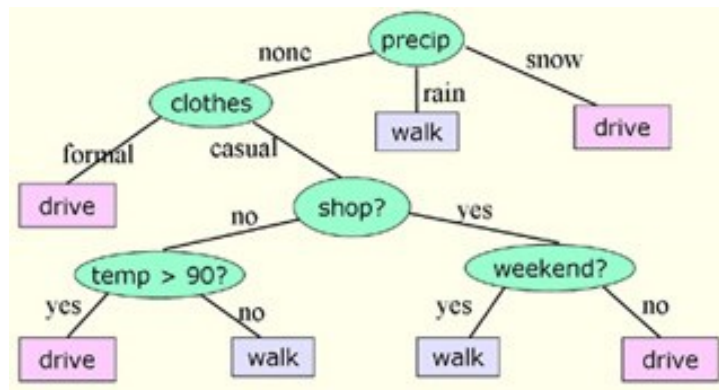 precip
none
snow
clothes
rain
walk
drive
formal
casual
drive
shop?
no
yes
temp > 90?
weekend?
yes
no
yes
no
drive
walk
walk
drive